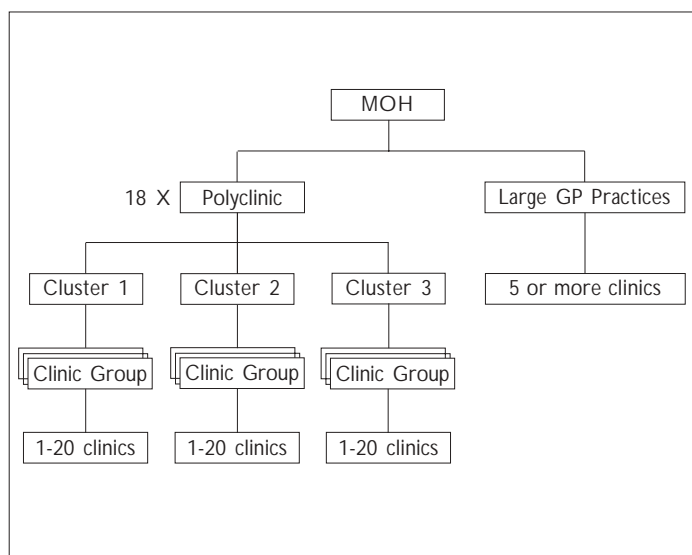 MOH
18 X Polyclinic
Large GP Practices
Cluster 1
Cluster 2
Cluster 3
5 or more clinics
Clinic Group
Clinic Group
Clinic Group
1-20 clinics
1-20 clinics
1-20 clinics